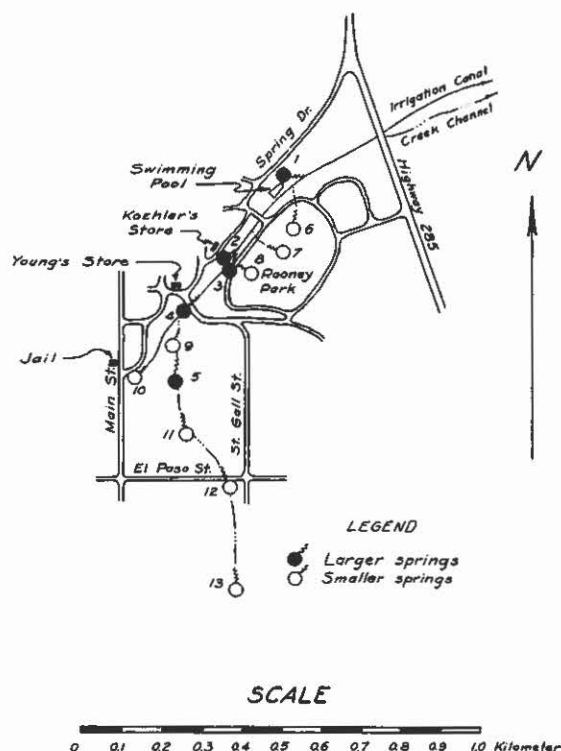 Irrigation Canal
Creek Channel
Spring Dr.
1
Swimming
Pool
N
Highway 285
Koehler's
Store
6
2
7
8
Young's Store
Rooney
Park
3
4
9
Jail
5
10
Main St.
St. Gall St.
11
El Paso St.
12
LEGEND
Larger springs
Smaller springs
13
SCALE
0 0.1 0.2 0.3 0.4 0.5 0.6 0.7 0.8 0.9 1.0 Kilometer